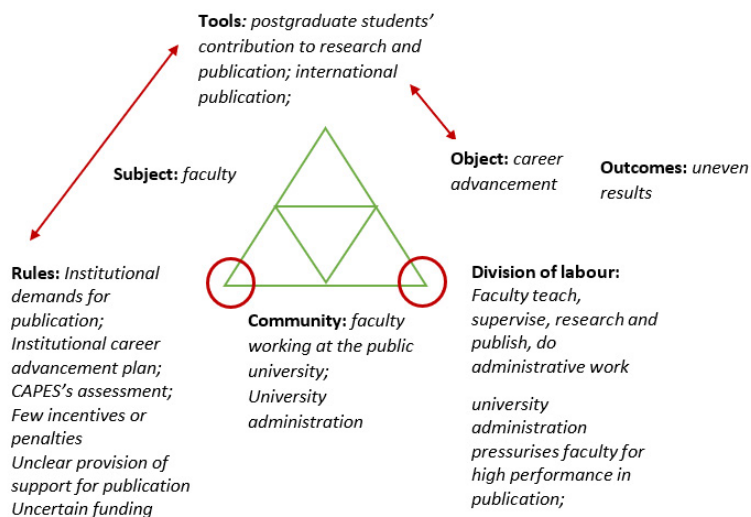 Tools: postgraduate students’
contribution to research and
publication; international
publication;
Subject: faculty
Object: career
advancement
Outcomes: uneven
results
Rules: Institutional
demands for
publication;
Institutional career
advancement plan;
CAPES’s assessment;
Few incentives or
penalties
Unclear provision of
support for publication
Uncertain funding
Community: faculty
working at the public
university;
University
administration
Division of labour:
Faculty teach,
supervise, research and
publish, do
administrative work
university
administration
pressurises faculty for
high performance in
publication;